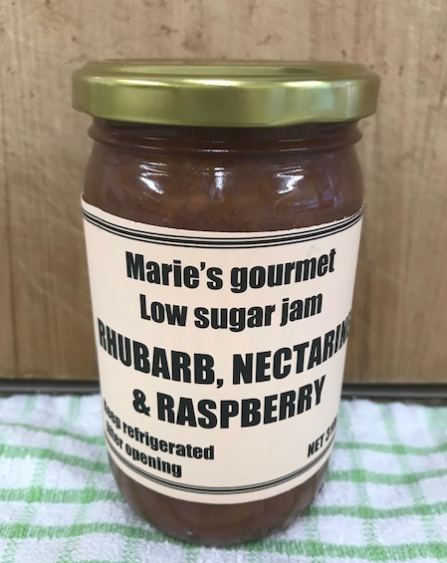 Marie's gourmet
Low sugar jam
RHUBARB, NECTARINE
& RASPBERRY
Keep refrigerated
after opening
NET